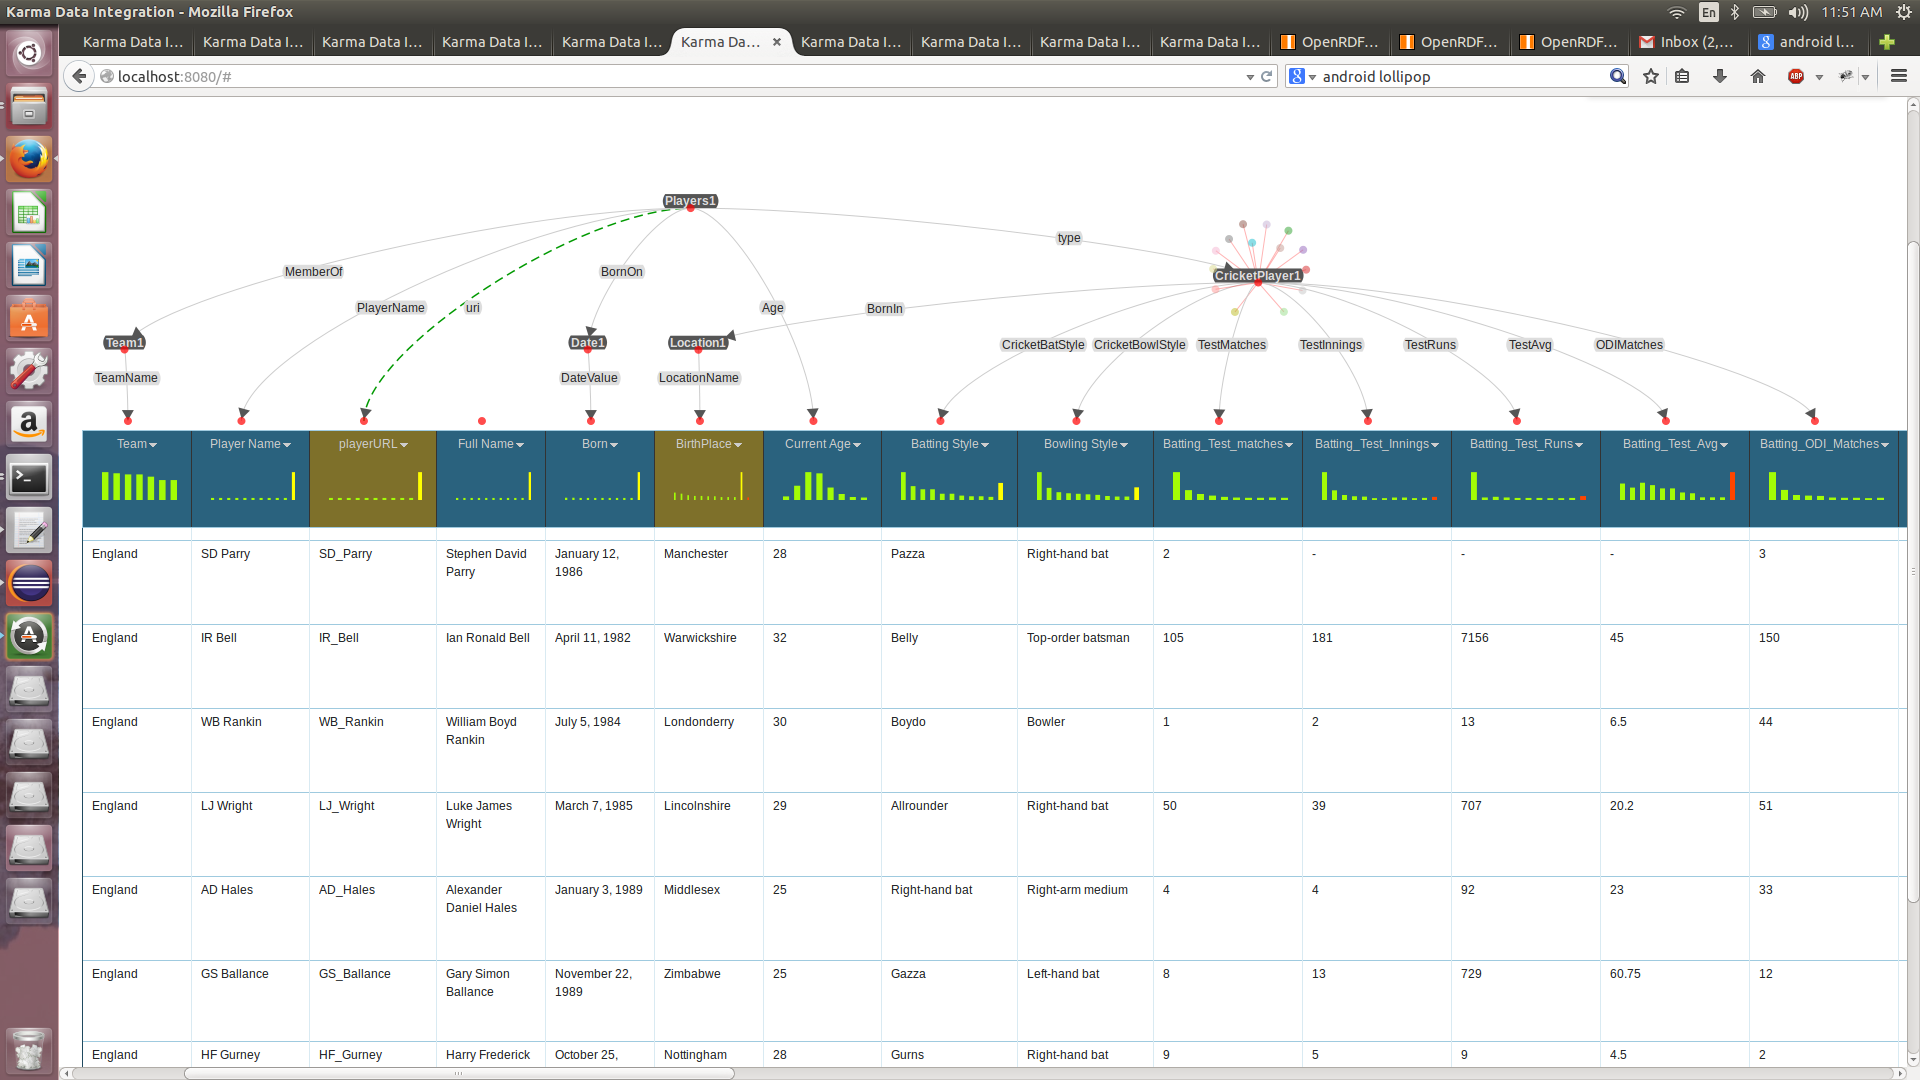 Karma Data Integration - Mozilla Firefox
En
11:51 AM
Karma Data I...
Karma Data I...
Karma Data I...
Karma Data I...
Karma Data I...
Karma Da...
Karma Data I...
Karma Data I...
Karma Data I...
Karma Data I...
OpenRDF...
OpenRDF...
OpenRDF...
Inbox (2,...
android l...
localhost:8080/#
android lollipop
ABP
Players1
type
MemberOf
BornOn
CricketPlayer1
PlayerName
uri
Age
BornIn
Team1
Date1
Location1
CricketBatStyle
CricketBowlStyle
TestMatches
TestInnings
TestRuns
TestAvg
ODIMatches
TeamName
DateValue
LocationName
Team Player Name playerURL Full Name Born BirthPlace Current Age Batting Style Bowling Style Batting_Test_matches Batting_Test_Innings Batting_Test_Runs Batting_Test_Avg Batting_ODI_Matches
England SD Parry SD_Parry Stephen David January 12, Manchester 28 Pazza Right-hand bat 2 - - - 3
Parry 1986
England IR Bell IR_Bell Ian Ronald Bell April 11, 1982 Warwickshire 32 Belly Top-order batsman 105 181 7156 45 150
England WB Rankin WB_Rankin William Boyd July 5, 1984 Londonderry 30 Boydo Bowler 1 2 13 6.5 44
Rankin
England LJ Wright LJ_Wright Luke James March 7, 1985 Lincolnshire 29 Allrounder Right-hand bat 50 39 707 20.2 51
Wright
England AD Hales AD_Hales Alexander January 3, 1989 Middlesex 25 Right-hand bat Right-arm medium 4 4 92 23 33
Daniel Hales
England GS Ballance GS_Ballance Gary Simon November 22, Zimbabwe 25 Gazza Left-hand bat 8 13 729 60.75 12
Ballance 1989
England HF Gurney HF_Gurney Harry Frederick October 25, Nottingham 28 Gurns Right-hand bat 9 5 9 4.5 2